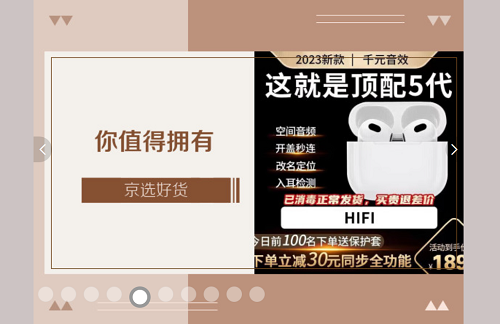 你值得拥有
京选好货
2023新款 | 千元音效
这就是顶配5代
空间音频
开盖秒连
改名定位
入耳检测
已消毒正常发货，买贵退差价
HIFI
今日前100名下单送保护套
下单立减30元同步全功能
活动到手价
¥189